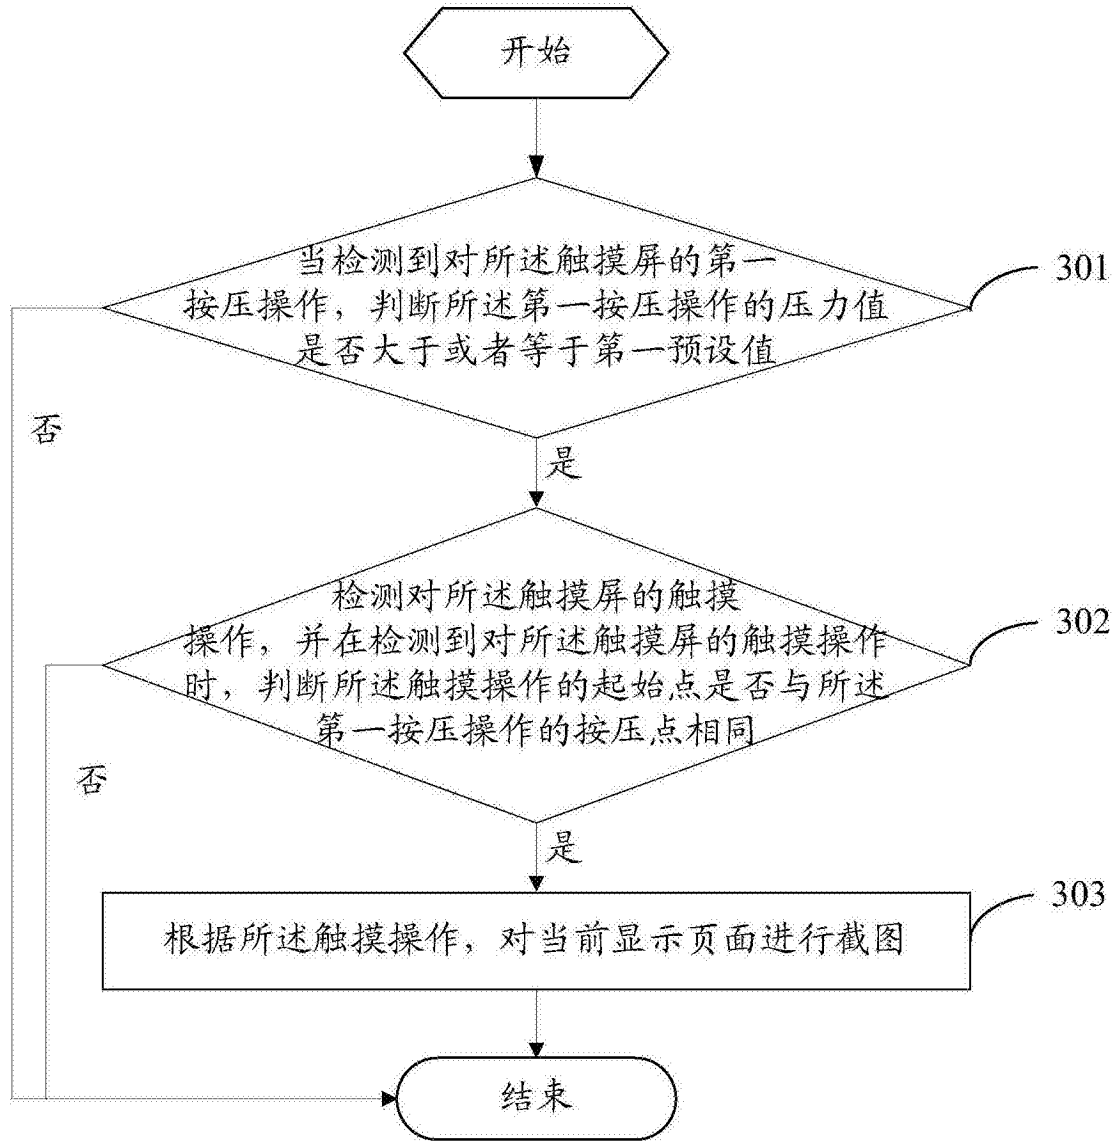 开始
当检测到对所述触摸屏的第一
按压操作，判断所述第一按压操作的压力值
是否大于或者等于第一预设值
301
否
是
检测对所述触摸屏的触摸
操作，并在检测到对所述触摸屏的触摸操作
时，判断所述触摸操作的起始点是否与所述
第一按压操作的按压点相同
302
否
是
根据所述触摸操作，对当前显示页面进行截图
303
结束